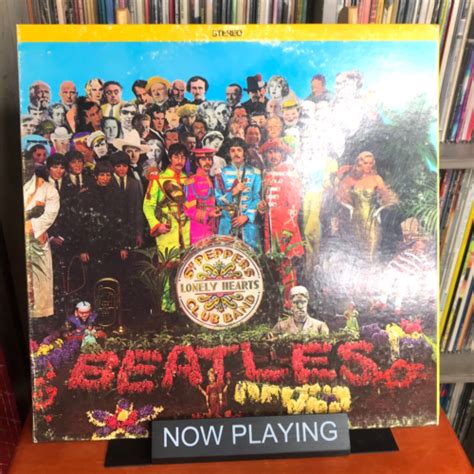 STEREO
SGT. PEPPERS
LONELY HEARTS
CLUB BAND
BEATLES
NOW PLAYING